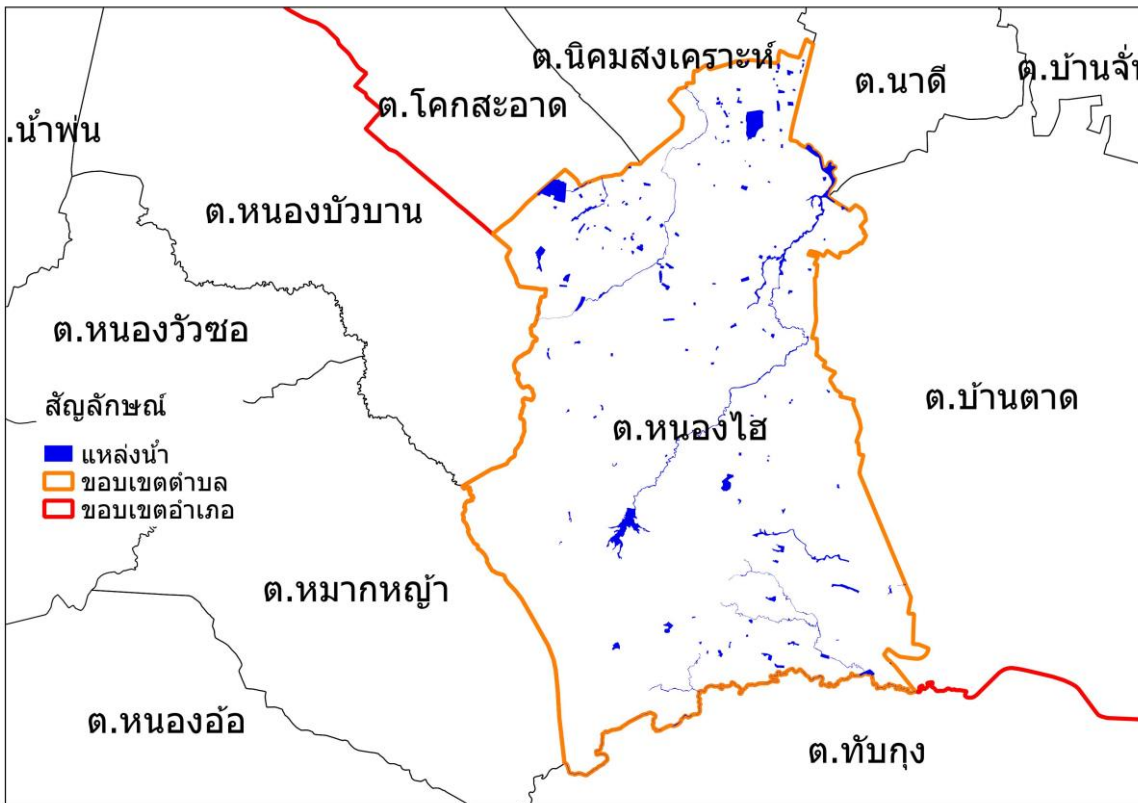 ต.นิคมสงเคราะห์
ต.โคกสะอาด
ต.นาดี
ต.บ้านจั่น
.น้ำพ่น
ต.หนองบัวบาน
ต.หนองวัวซอ
ต.บ้านตาด
สัญลักษณ์
ต.หนองไฮ
แหล่งน้ำ
ขอบเขตตำบล
ขอบเขตอำเภอ
ต.หมากหญ้า
ต.หนองอ้อ
ต.ทับกุง